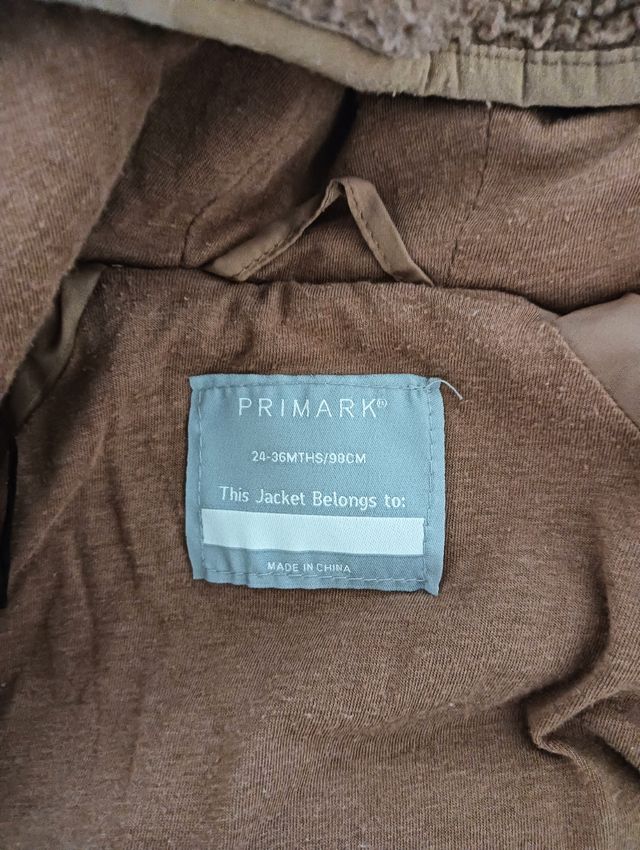 PRIMARK®
24-36MTHS/98CM
This Jacket Belongs to:
MADE IN CHINA